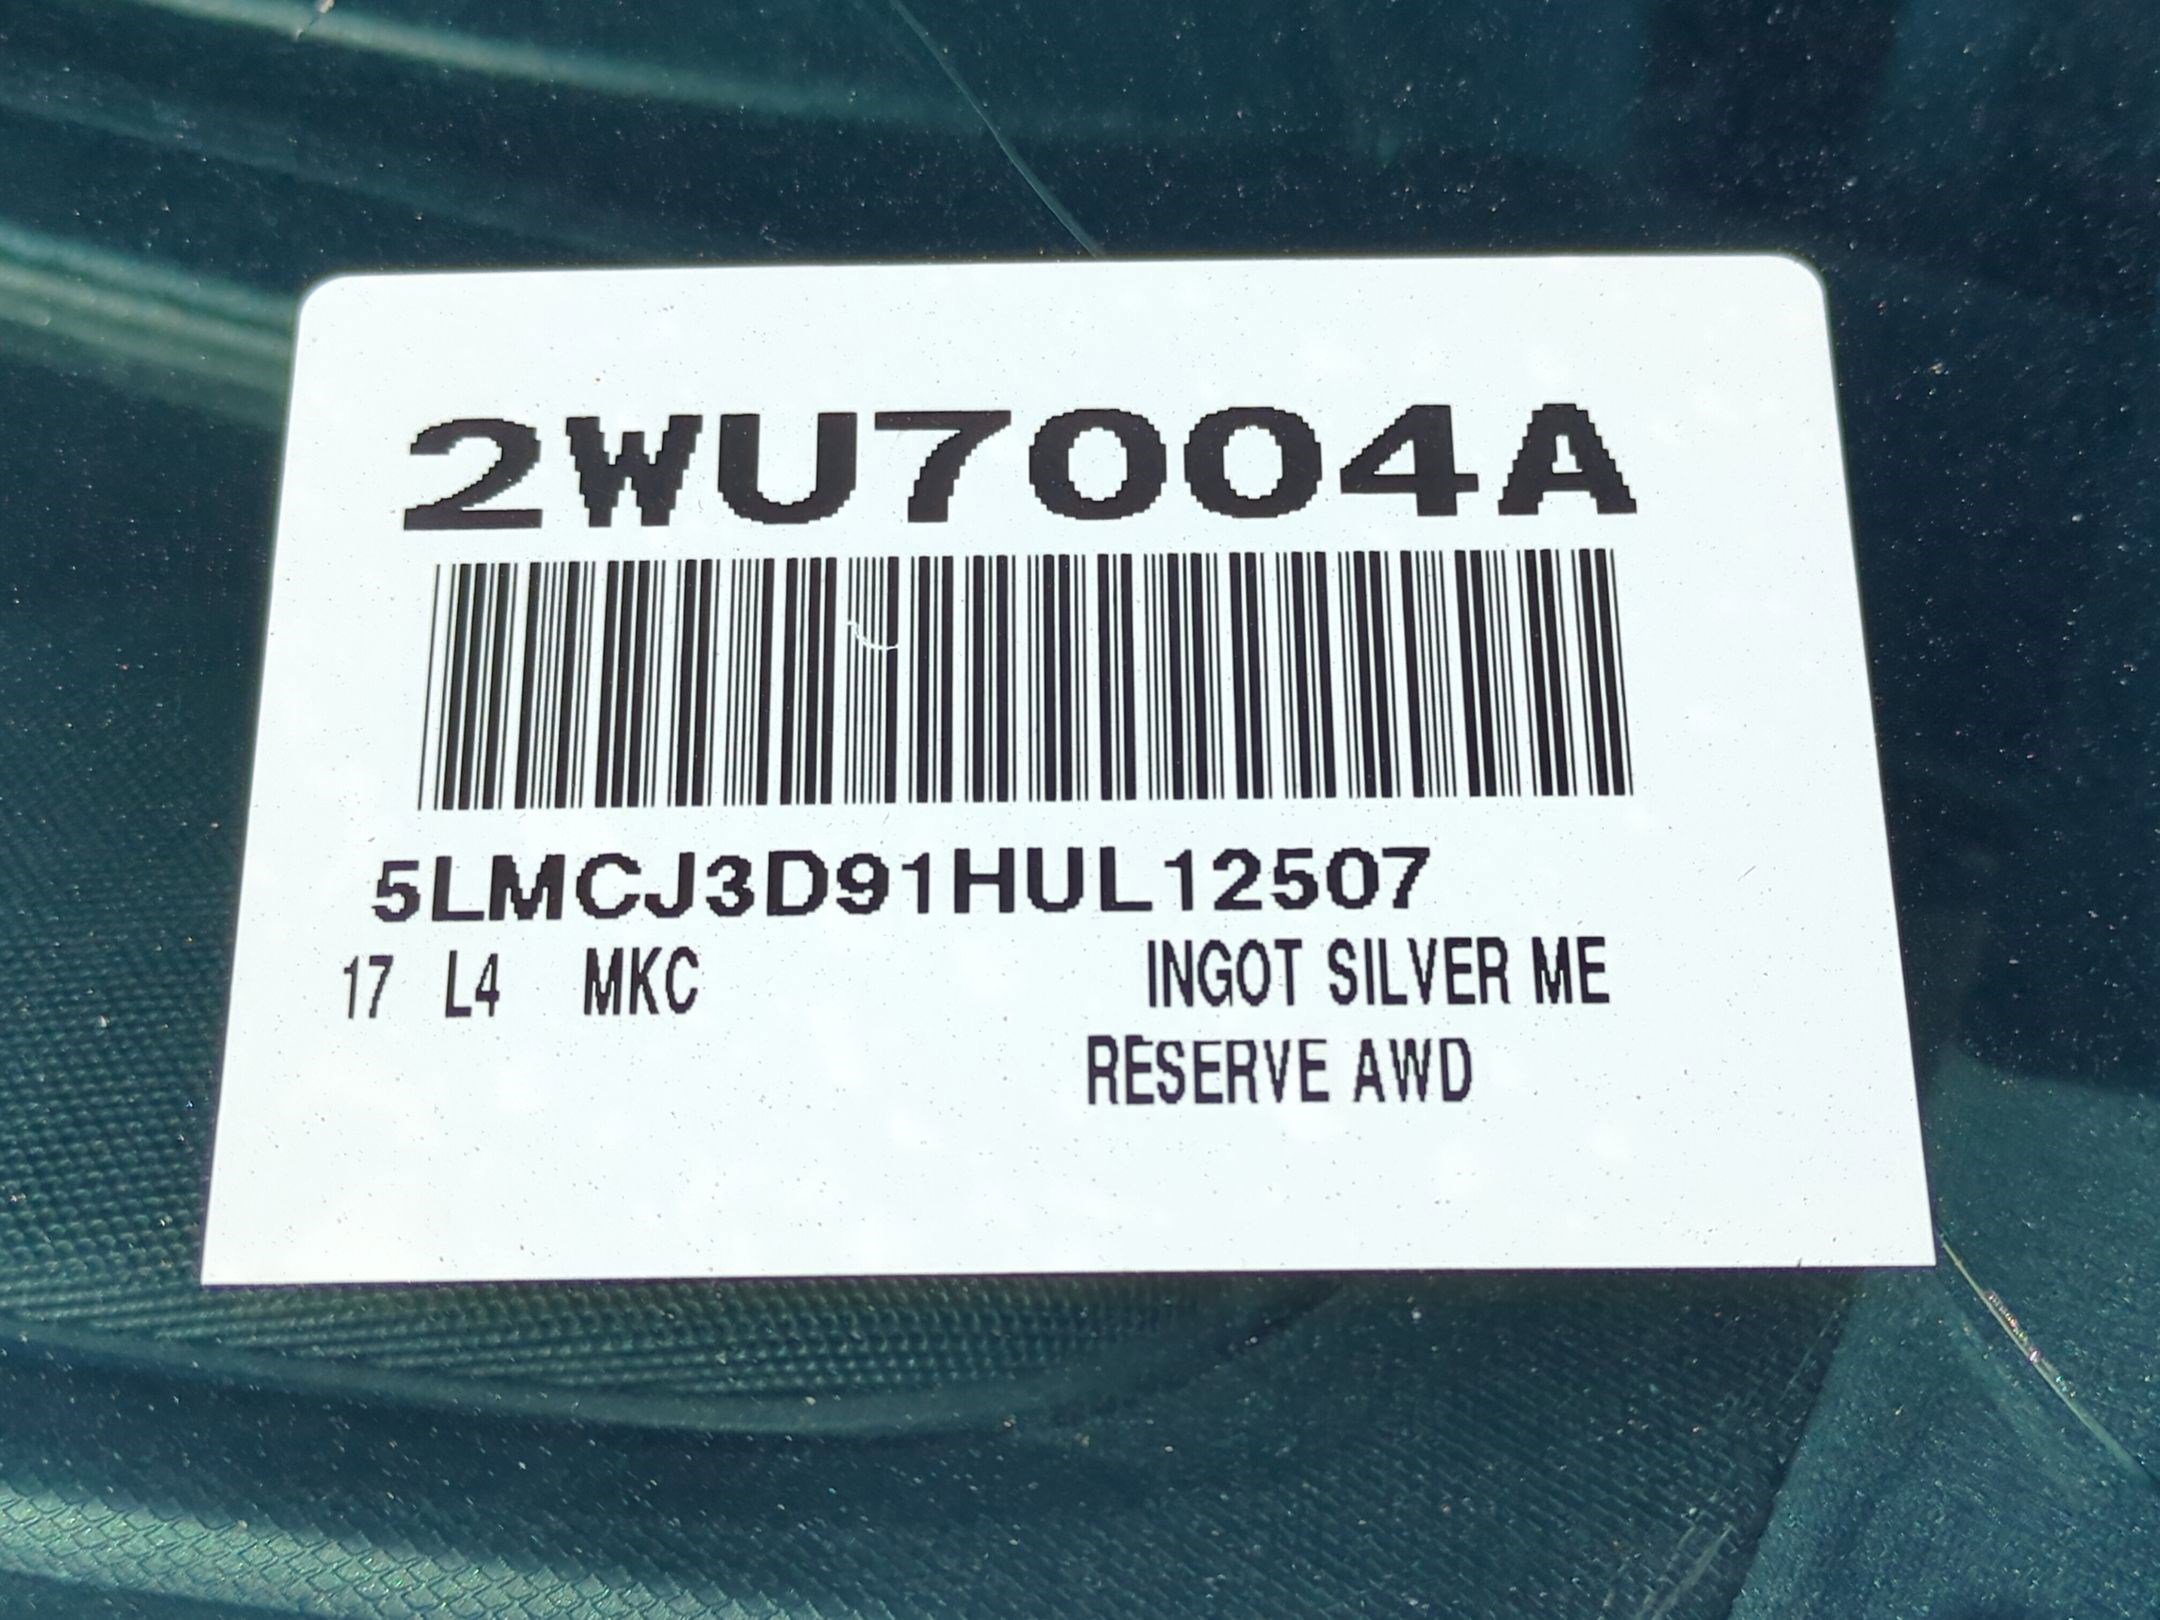 2WU7004A
5LMCJ3D91HUL12507
17 L4 MKC INGOT SILVER ME
RESERVE AWD